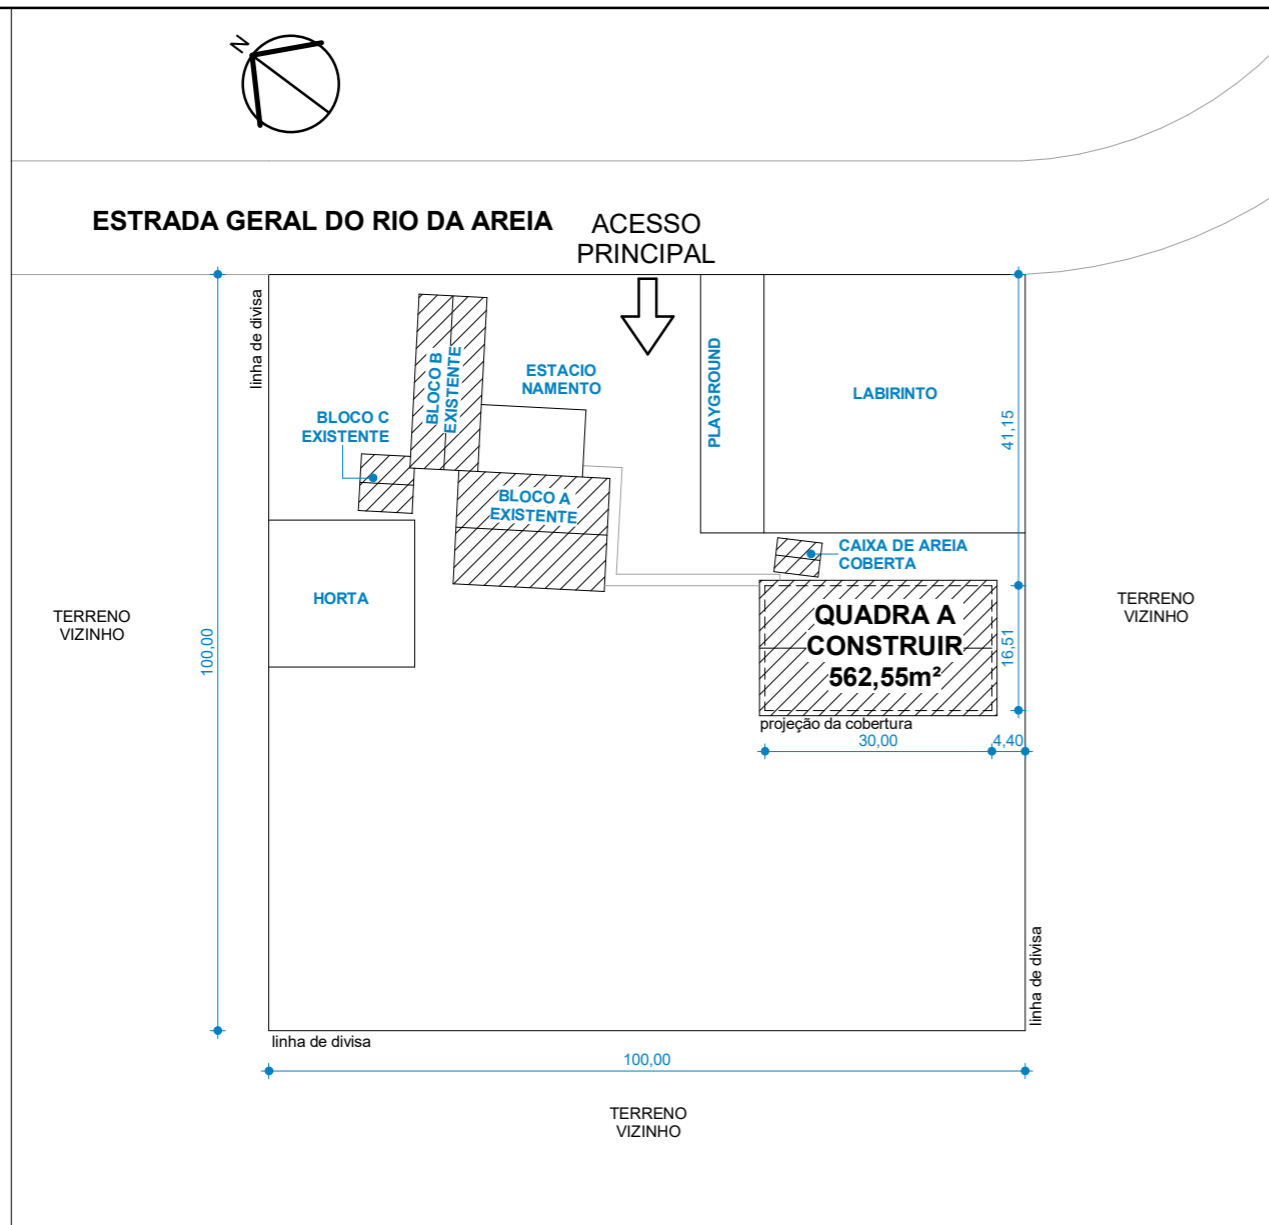 N
ESTRADA GERAL DO RIO DA AREIA
ACESSO
PRINCIPAL
linha de divisa
BLOCO B
EXISTENTE
ESTACIO
NAMENTO
PLAYGROUND
LABIRINTO
41,15
BLOCO C
EXISTENTE
BLOCO A
EXISTENTE
CAIXA DE AREIA
COBERTA
HORTA
TERRENO
VIZINHO
100,00
QUADRA A
CONSTRUIR
562,55m²
16,51
TERRENO
VIZINHO
projeção da cobertura
30,00
4,40
linha de divisa
linha de divisa
100,00
TERRENO
VIZINHO